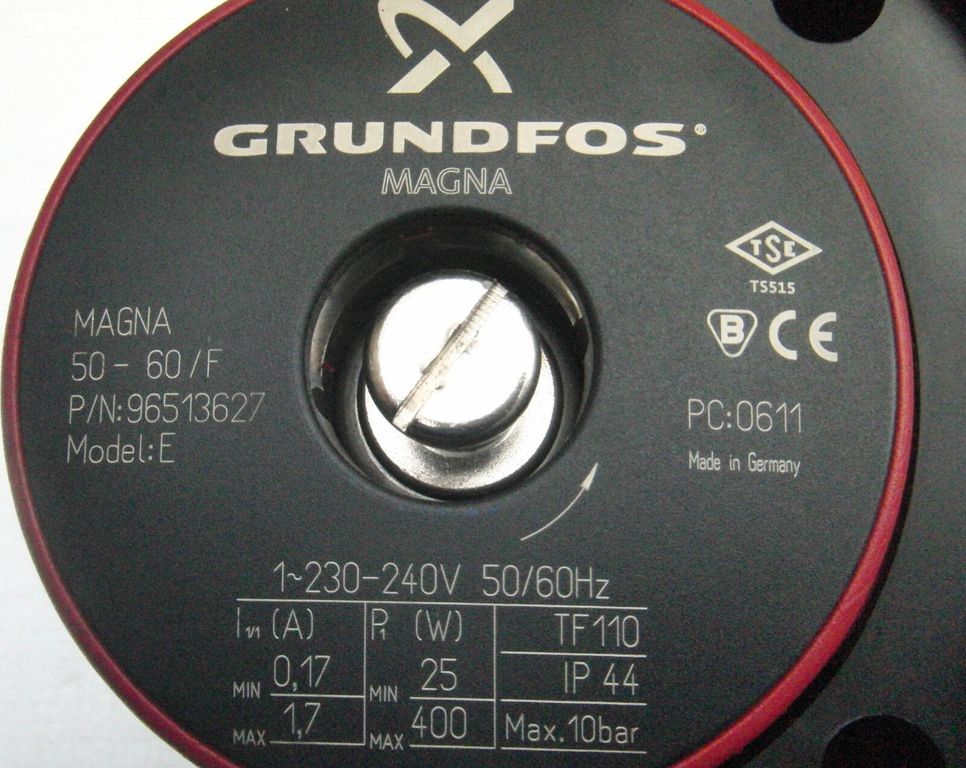 GRUNDFOS®
MAGNA
TSE
TS515
B CE
MAGNA
50 - 60/F
P/N:96513627
Model:E
PC:0611
Made in Germany
1~230-240V 50/60Hz
I1/1 (A) P1 (W) TF110
MIN 0,17 MIN 25 IP 44
MAX 1,7 MAX 400 Max.10bar